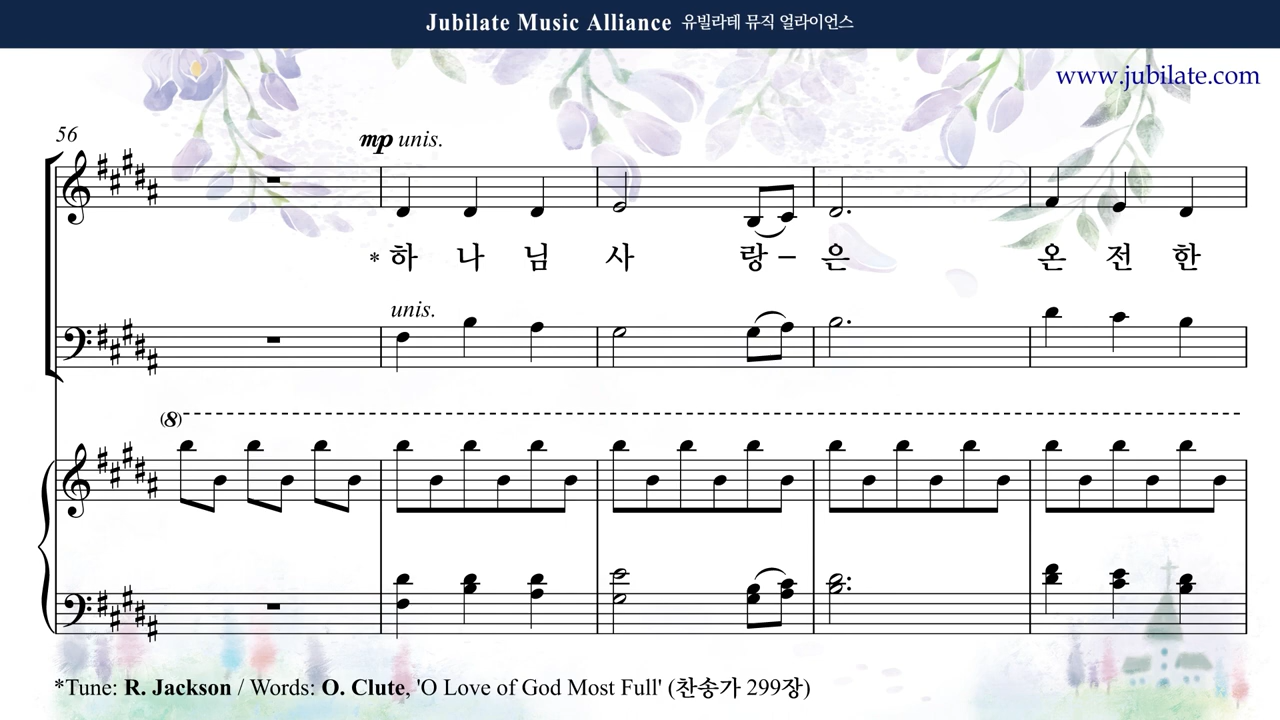 Jubilate Music Alliance 유빌라테 뮤직 얼라이언스
www.jubilate.com
56
mp unis.
*하 나 님 사 랑 – 은 온 전 한
unis.
(8)
*Tune: R. Jackson / Words: O. Clute, 'O Love of God Most Full' (찬송가 299장)